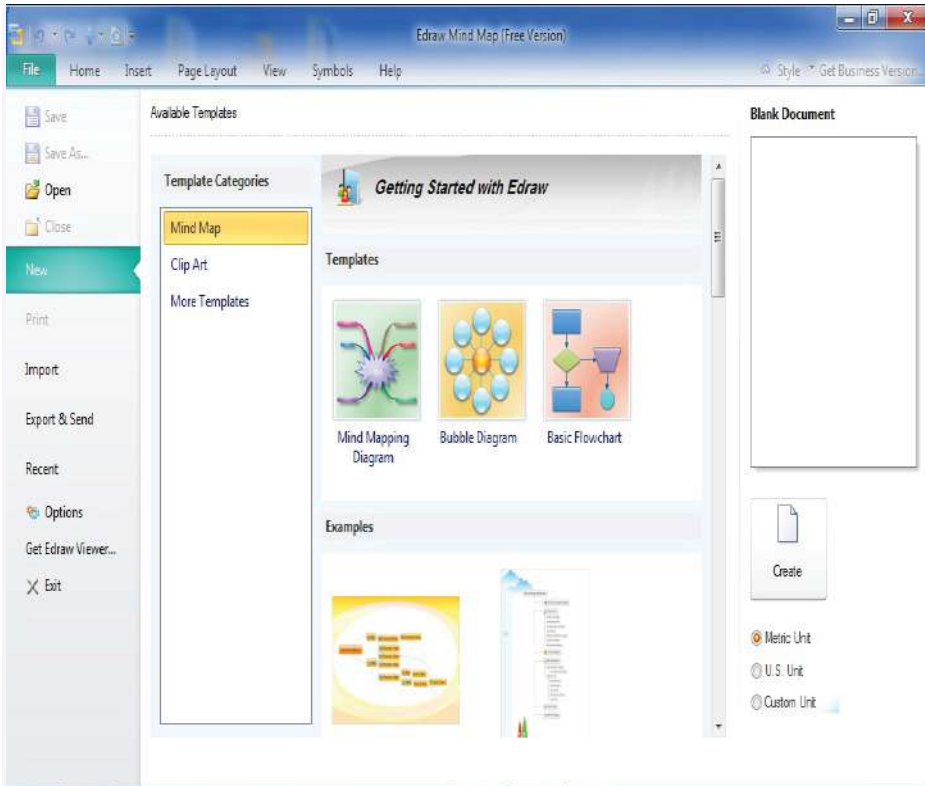 Edraw Mind Map (Free Version)
File Home Insert Page Layout View Symbols Help Style Get Business Version...
Save
Save As...
Open
Close
New
Print
Import
Export & Send
Recent
Options
Get Edraw Viewer...
Exit
Available Templates
Template Categories
Mind Map
Clip Art
More Templates
Getting Started with Edraw
Templates
Mind Mapping
Diagram
Bubble Diagram
Basic Flowchart
Examples
Blank Document
Create
Metric Unit
U.S. Unit
Custom Unit